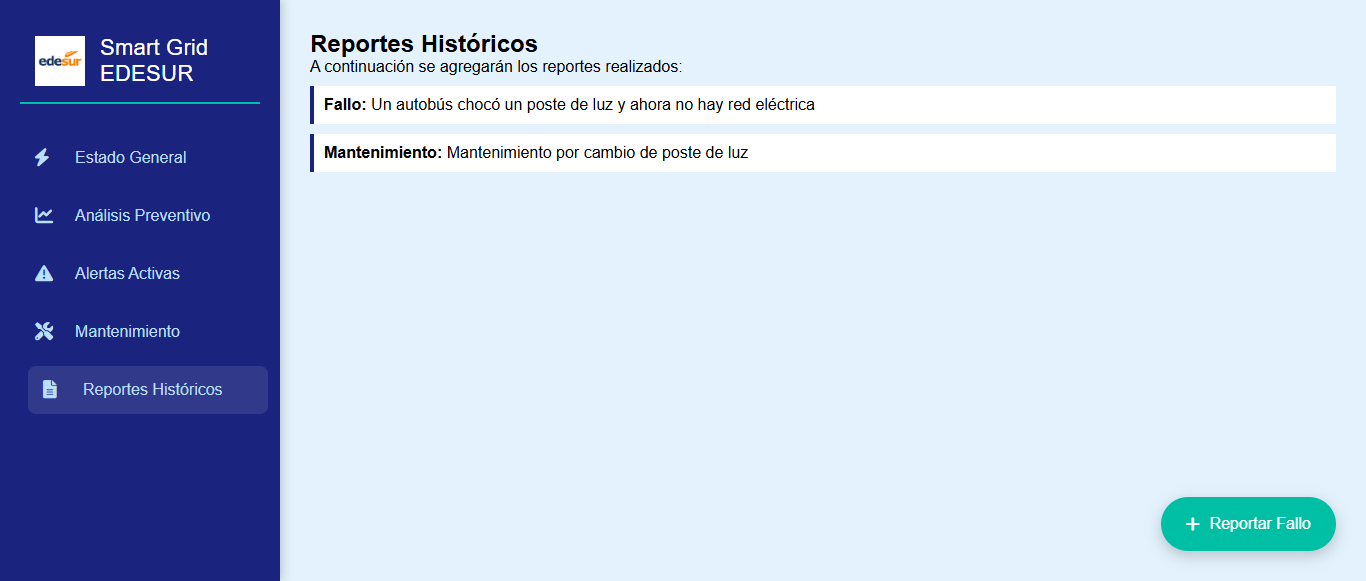 edesur
Smart Grid
EDESUR
Estado General
Análisis Preventivo
Alertas Activas
Mantenimiento
Reportes Históricos
Reportes Históricos
A continuación se agregarán los reportes realizados:
Fallo: Un autobús chocó un poste de luz y ahora no hay red eléctrica
Mantenimiento: Mantenimiento por cambio de poste de luz
+ Reportar Fallo